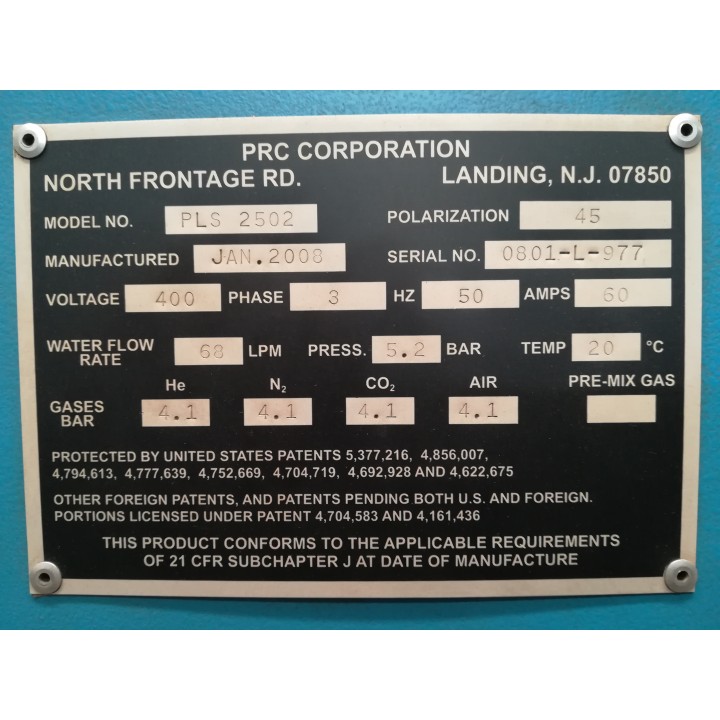 PRC CORPORATION
NORTH FRONTAGE RD. LANDING, N.J. 07850
MODEL NO. PLS 2502 POLARIZATION 45
MANUFACTURED JAN.2008 SERIAL NO. 0801-L-977
VOLTAGE 400 PHASE 3 HZ 50 AMPS 60
WATER FLOW RATE 68 LPM PRESS. 5.2 BAR TEMP 20 °C
He N₂ CO₂ AIR PRE-MIX GAS
GASES BAR 4.1 4.1 4.1 4.1
PROTECTED BY UNITED STATES PATENTS 5,377,216, 4,856,007,
4,794,613, 4,777,639, 4,752,669, 4,704,719, 4,692,928 AND 4,622,675
OTHER FOREIGN PATENTS, AND PATENTS PENDING BOTH U.S. AND FOREIGN.
PORTIONS LICENSED UNDER PATENT 4,704,583 AND 4,161,436
THIS PRODUCT CONFORMS TO THE APPLICABLE REQUIREMENTS
OF 21 CFR SUBCHAPTER J AT DATE OF MANUFACTURE